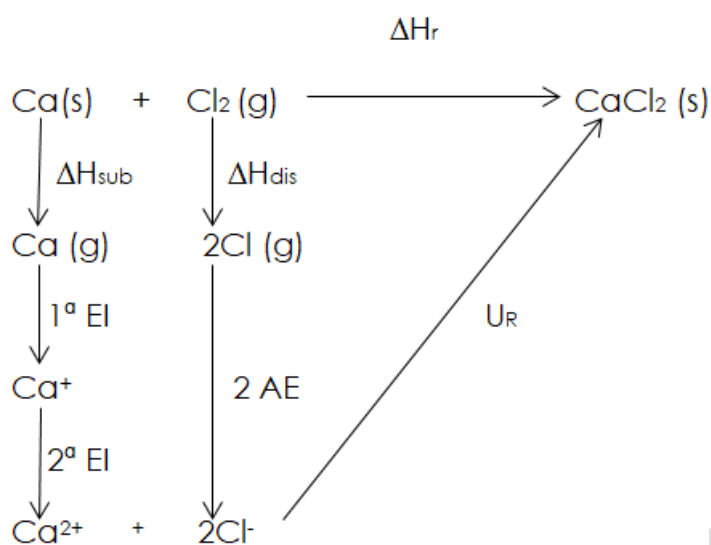 ΔHr
Ca(s) + Cl₂ (g) CaCl₂ (s)
ΔHsub ΔHdis
Ca (g) 2Cl (g)
1ª EI UR
Ca⁺ 2 AE
2ª EI
Ca²⁺ + 2Cl⁻